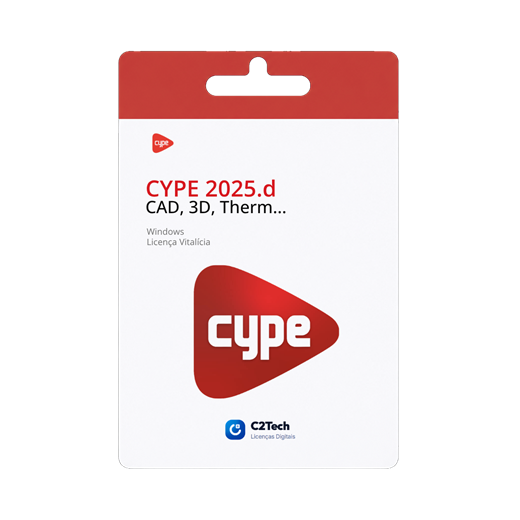 cype
CYPE 2025.d
CAD, 3D, Therm...
Windows
Licença Vitalícia
cype
C2Tech
Licenças Digitais